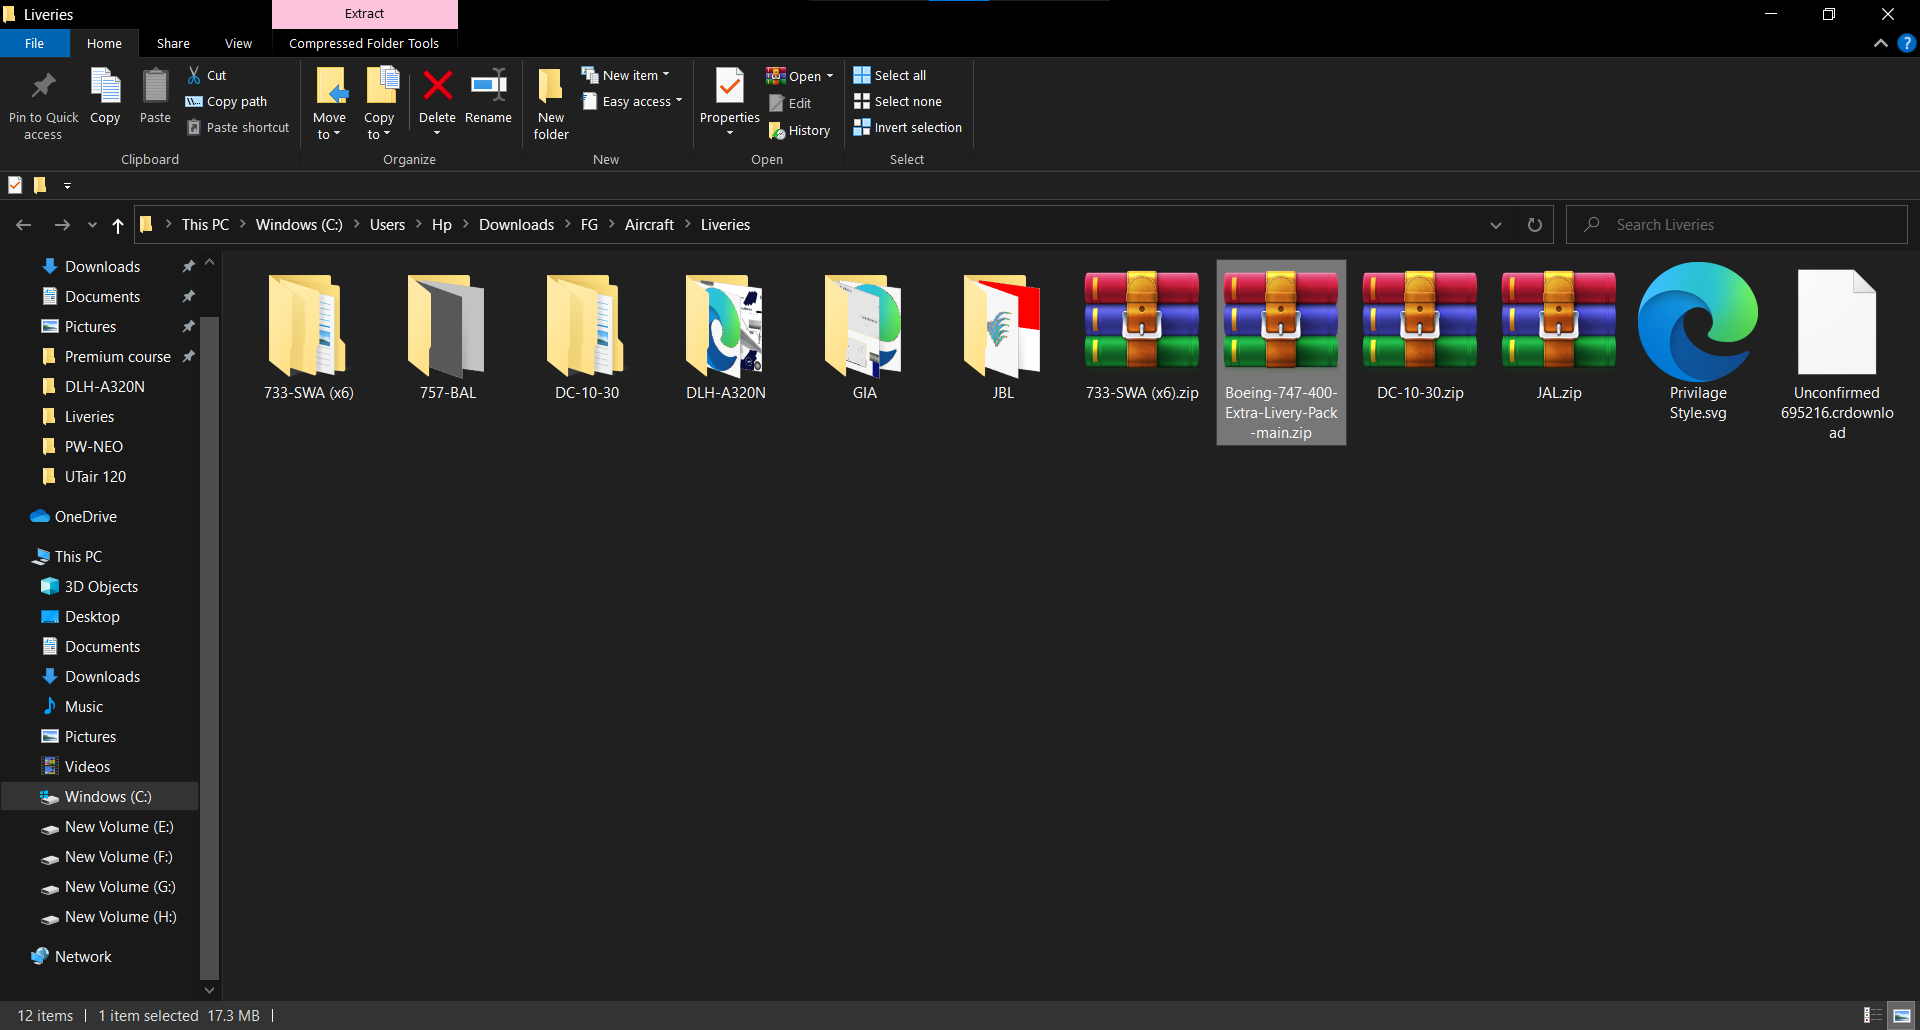 Liveries
Extract
File
Home
Share
View
Compressed Folder Tools
Pin to Quick
access
Copy
Paste
Cut
Copy path
Paste shortcut
Clipboard
Move
to
Copy
to
Delete
Rename
Organize
New
folder
New item
Easy access
New
Properties
Open
Edit
History
Open
Select all
Select none
Invert selection
Select
This PC
Windows (C:)
Users
Hp
Downloads
FG
Aircraft
Liveries
Search Liveries
Downloads
Documents
Pictures
Premium course
DLH-A320N
Liveries
PW-NEO
UTair 120
OneDrive
This PC
3D Objects
Desktop
Documents
Downloads
Music
Pictures
Videos
Windows (C:)
New Volume (E:)
New Volume (F:)
New Volume (G:)
New Volume (H:)
Network
733-SWA (x6)
757-BAL
DC-10-30
DLH-A320N
GIA
JBL
733-SWA (x6).zip
Boeing-747-400-
Extra-Livery-Pack
-main.zip
DC-10-30.zip
JAL.zip
Privilage
Style.svg
Unconfirmed
695216.crdownlo
ad
12 items
1 item selected 17.3 MB